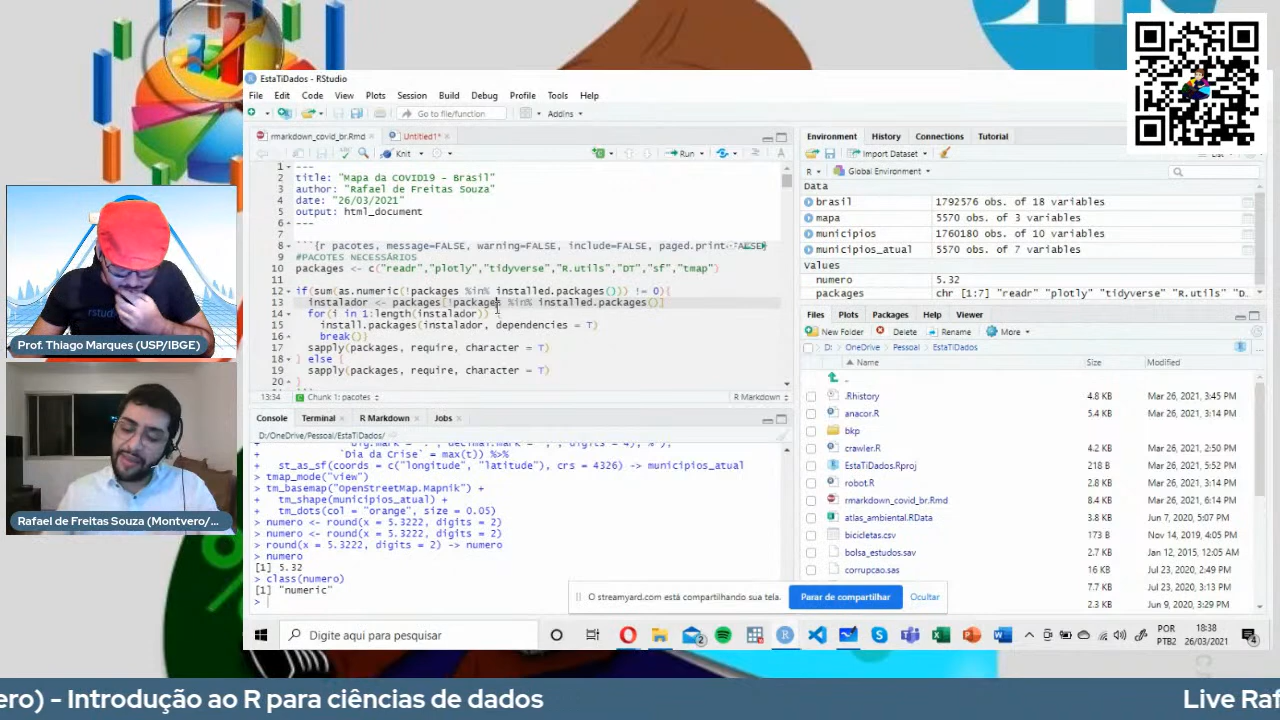 EstaTiDados - RStudio
File Edit Code View Plots Session Build Debug Profile Tools Help
Go to file/function Addins
rmarkdown_covid_br.Rmd Untitled1*
Knit Run
1 ---
2 title: "Mapa da COVID19 - Brasil"
3 author: "Rafael de Freitas Souza"
4 date: "26/03/2021"
5 output: html_document
6 ---
7
8 ```{r pacotes, message=FALSE, warning=FALSE, include=FALSE, paged.print=FALSE}
9 #PACOTES NECESSÁRIOS
10 packages <- c("readr","plotly","tidyverse","R.utils","DT","sf","tmap")
11
12 if(sum(as.numeric(!packages %in% installed.packages())) != 0){
13 instalador <- packages[!packages %in% installed.packages()]
14 for(i in 1:length(instalador)) {
15 install.packages(instalador, dependencies = T)
16 break()}
17 sapply(packages, require, character = T)
18 } else {
19 sapply(packages, require, character = T)
20 }
13:34 Chunk 1: pacotes R Markdown
Console Terminal R Markdown Jobs
D:/OneDrive/Pessoal/EstaTiDados/
+ `Dia da Crise` = max(t)) %>%
+ st_as_sf(coords = c("longitude", "latitude"), crs = 4326) -> municipios_atual
> tmap_mode("view")
> tm_basemap("OpenStreetMap.Mapnik") +
+ tm_shape(municipios_atual) +
+ tm_dots(col = "orange", size = 0.05)
> numero <- round(x = 5.3222, digits = 2)
> numero <- round(x = 5.3222, digits = 2)
> round(x = 5.3222, digits = 2) -> numero
> numero
[1] 5.32
> class(numero)
[1] "numeric"
>
Environment History Connections Tutorial
Import Dataset
R Global Environment
Data
brasil 1792576 obs. of 18 variables
mapa 5570 obs. of 3 variables
municipios 1760180 obs. of 10 variables
municipios_atual 5570 obs. of 7 variables
values
numero 5.32
packages chr [1:7] "readr" "plotly" "tidyverse" "R.utils" "D…
Files Plots Packages Help Viewer
New Folder Delete Rename More
D: OneDrive Pessoal EstaTiDados
Name Size Modified
..
.Rhistory 4.8 KB Mar 26, 2021, 3:45 PM
anacor.R 5.4 KB Mar 26, 2021, 3:14 PM
bkp
crawler.R 4.2 KB Mar 26, 2021, 2:50 PM
EstaTiDados.Rproj 218 B Mar 26, 2021, 5:52 PM
robot.R 2.8 KB Mar 26, 2021, 3:43 PM
rmarkdown_covid_br.Rmd 8.4 KB Mar 26, 2021, 6:14 PM
atlas_ambiental.RData 3.8 KB Jun 7, 2020, 5:07 PM
bicicletas.csv 173 B Nov 14, 2019, 4:05 PM
bolsa_estudos.sav 2.7 KB Jan 12, 2015, 12:05 AM
corrupcao.sas 16 KB Jul 23, 2020, 2:49 PM
7.7 KB Jul 23, 2020, 3:13 PM
2.3 KB Jun 9, 2020, 3:29 PM
O streamyard.com está compartilhando sua tela. Parar de compartilhar Ocultar
Digite aqui para pesquisar
POR
PTB2
18:38
26/03/2021
Prof. Thiago Marques (USP/IBGE)
Rafael de Freitas Souza (Montvero/...
ero) - Introdução ao R para ciências de dados
Live Raf